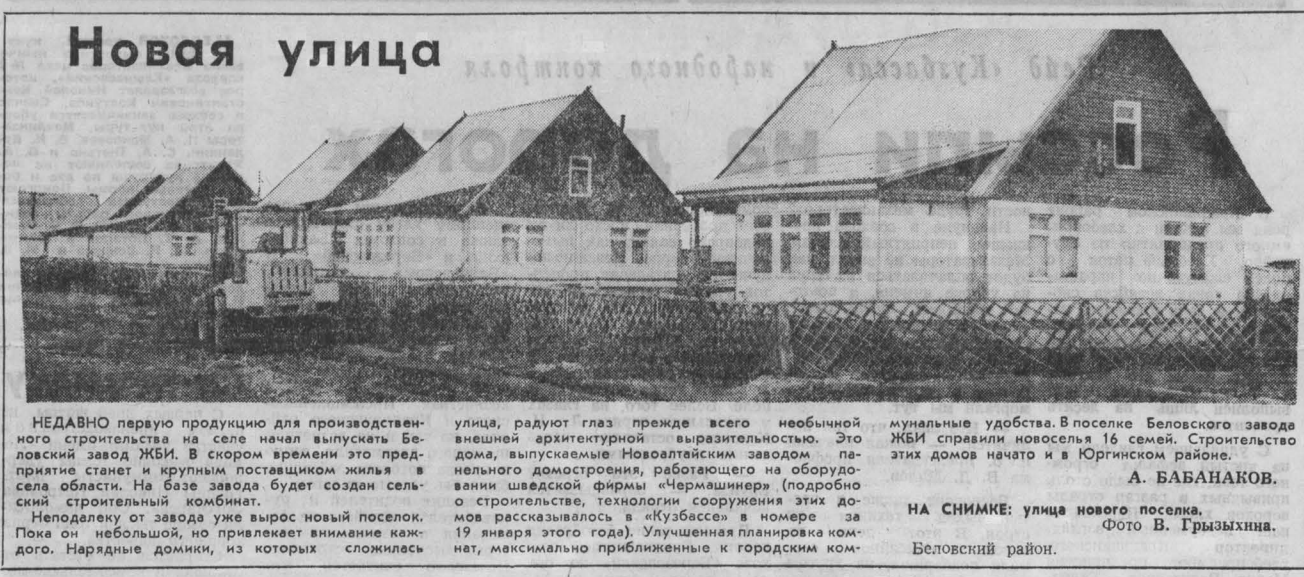 Новая улица
НЕДАВНО первую продукцию для производствен-
ного строительства на селе начал выпускать Бе-
ловский завод ЖБИ. В скором времени это пред-
приятие станет и крупным поставщиком жилья в
села области. На базе завода будет создан сель-
ский строительный комбинат.
Неподалеку от завода уже вырос новый поселок.
Пока он небольшой, но привлекает внимание каж-
дого. Нарядные домики, из которых сложилась
улица, радуют глаз прежде всего необычной
внешней архитектурной выразительностью. Это
дома, выпускаемые Новоалтайским заводом па-
нельного домостроения, работающего на оборудо-
вании шведской фирмы «Чермашинер» (подробно
о строительстве, технологии сооружения этих до-
мов рассказывалось в «Кузбассе» в номере за
19 января этого года). Улучшенная планировка ком-
нат, максимально приближенные к городским ком-
мунальные удобства. В поселке Беловского завода
ЖБИ справили новоселья 16 семей. Строительство
этих домов начато и в Юргинском районе.
А. БАБАНАКОВ.
НА СНИМКЕ: улица нового поселка.
Фото В. Грызыхина.
Беловский район.